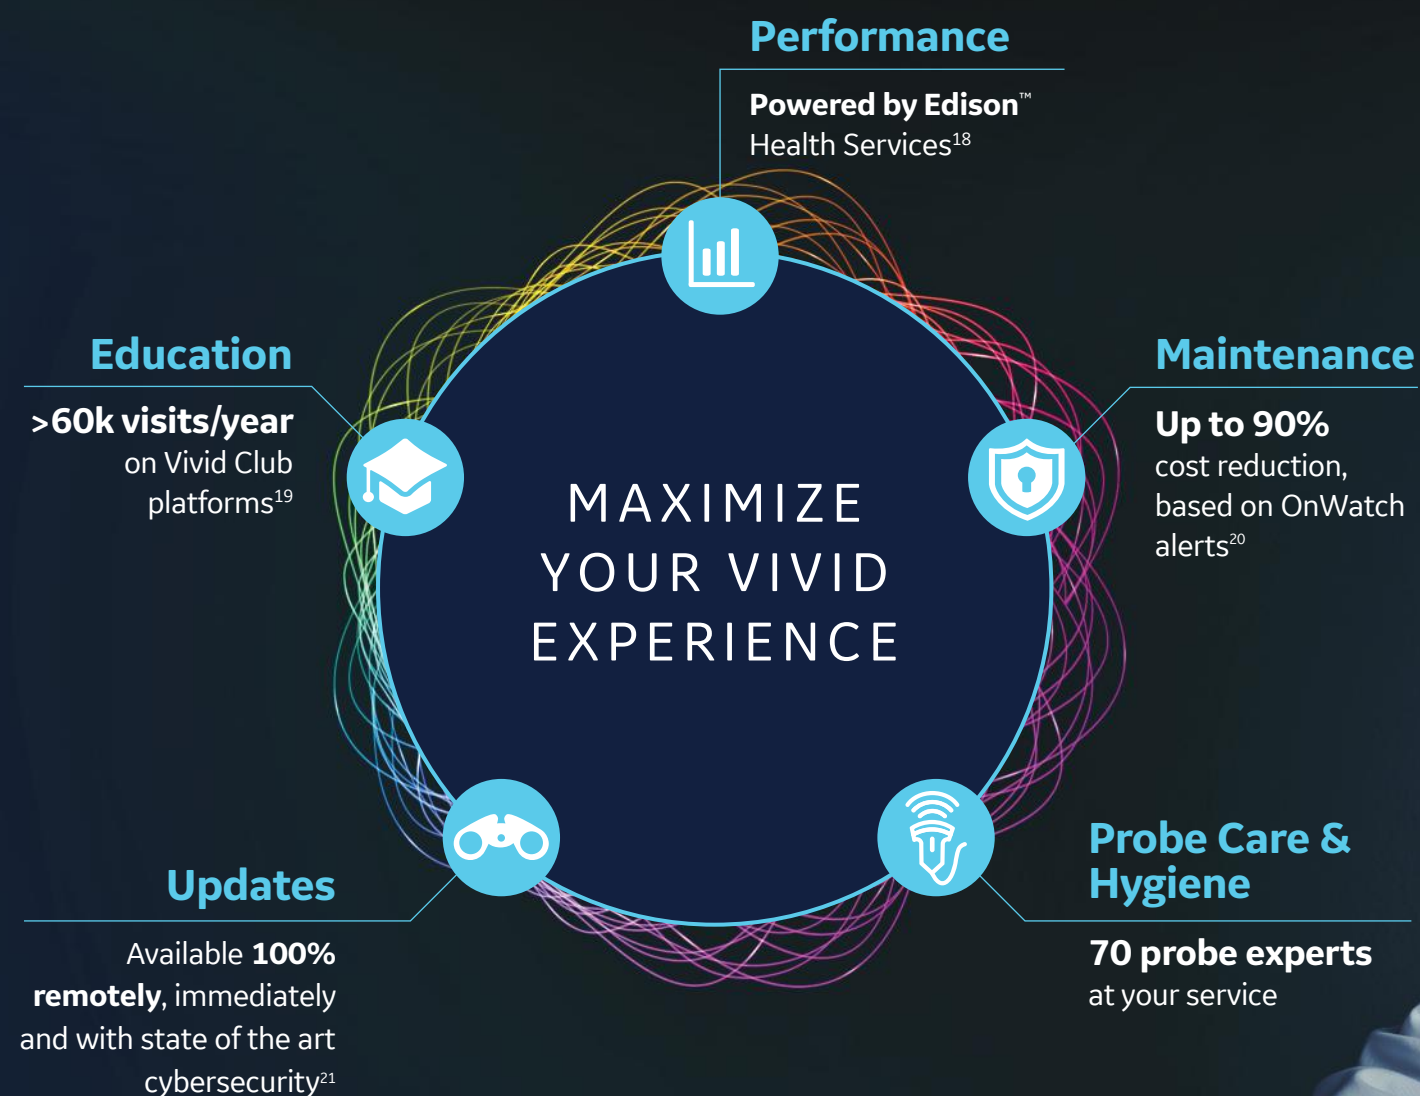 Performance
Powered by Edison™
Health Services18
Education
>60k visits/year
on Vivid Club
platforms19
Maintenance
Up to 90%
cost reduction,
based on OnWatch
alerts20
MAXIMIZE
YOUR VIVID
EXPERIENCE
Updates
Available 100%
remotely, immediately
and with state of the art
cybersecurity21
Probe Care &
Hygiene
70 probe experts
at your service